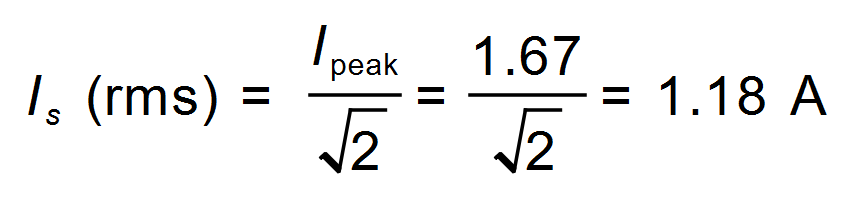 I_s (rms) = I_peak/√2 = 1.67/√2 = 1.18 A